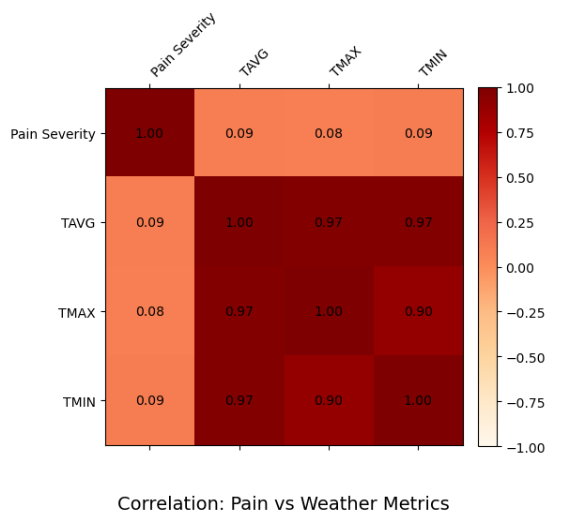 Pain Severity TAVG TMAX TMIN
Pain Severity 1.00 0.09 0.08 0.09
TAVG 0.09 1.00 0.97 0.97
TMAX 0.08 0.97 1.00 0.90
TMIN 0.09 0.97 0.90 1.00
1.00
0.75
0.50
0.25
0.00
−0.25
−0.50
−0.75
−1.00
Correlation: Pain vs Weather Metrics